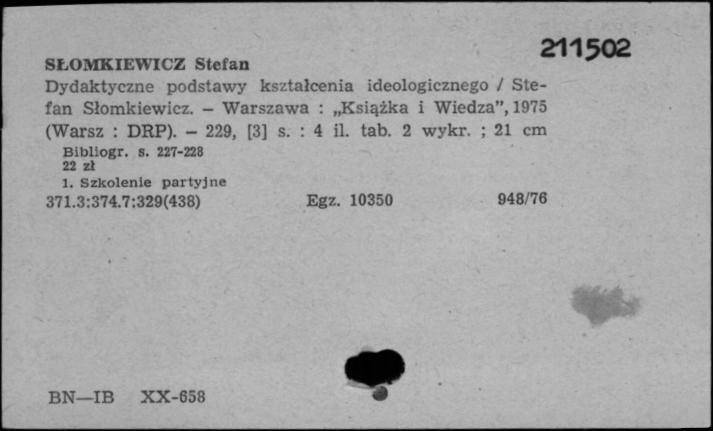 211502
SŁOMKIEWICZ Stefan
Dydaktyczne podstawy kształcenia ideologicznego / Ste-
fan Słomkiewicz. — Warszawa : „Książka i Wiedza”, 1975
(Warsz : DRP). — 229, [3] s. : 4 il. tab. 2 wykr. ; 21 cm
Bibliogr. s. 227-228
22 zł
1. Szkolenie partyjne
371.3:374.7:329(438) Egz. 10350 948/76
BN—IB XX-658